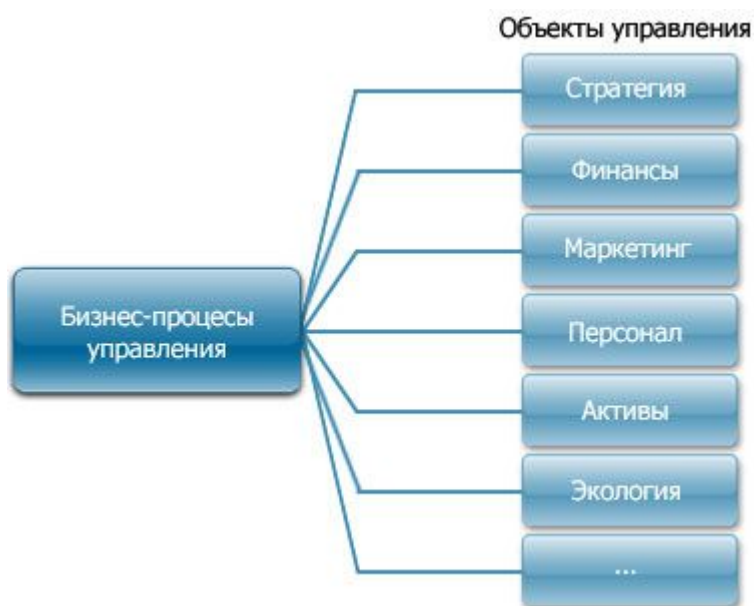 Объекты управления
Стратегия
Финансы
Маркетинг
Бизнес-процесы
управления
Персонал
Активы
Экология
...